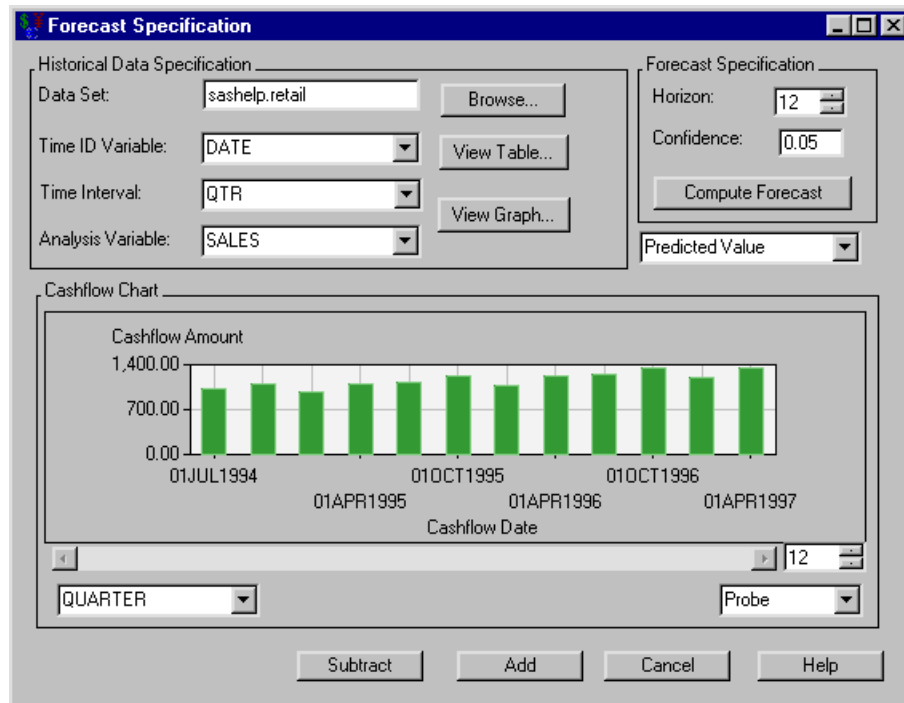 Forecast Specification
Historical Data Specification
Data Set: sashelp.retail Browse...
Time ID Variable: DATE View Table...
Time Interval: QTR View Graph...
Analysis Variable: SALES
Forecast Specification
Horizon: 12
Confidence: 0.05
Compute Forecast
Predicted Value
Cashflow Chart
Cashflow Amount
1,400.00
700.00
0.00
01JUL1994 01OCT1995 01OCT1996
01APR1995 01APR1996 01APR1997
Cashflow Date
12
QUARTER Probe
Subtract Add Cancel Help